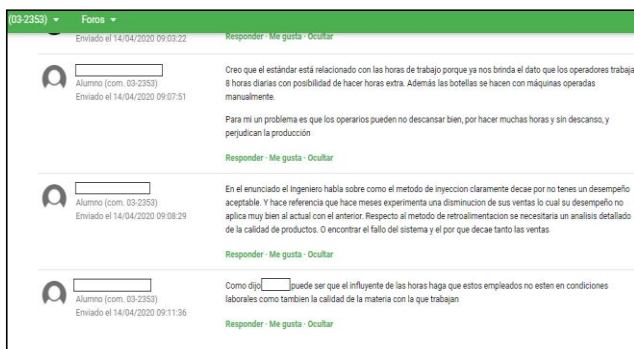 (03-2353) Foros
Enviado el 14/04/2020 09:03:22
Responder · Me gusta · Ocultar
Alumno (com. 03-2353)
Enviado el 14/04/2020 09:07:51
Creo que el estándar está relacionado con las horas de trabajo porque ya nos brinda el dato que los operadores trabaja
8 horas diarias con posibilidad de hacer horas extra. Además las botellas se hacen con máquinas operadas
manualmente.
Para mi un problema es que los operarios pueden no descansar bien, por hacer muchas horas y sin descanso, y
perjudican la producción
Responder · Me gusta · Ocultar
Alumno (com. 03-2353)
Enviado el 14/04/2020 09:08:29
En el enunciado el Ingeniero habla sobre como el metodo de inyeccion claramente decae por no tenes un desempeño
aceptable. Y hace referencia que hace meses experimenta una disminucion de sus ventas lo cual su desempeño no
aplica muy bien al actual con el anterior. Respecto al metodo de retroalimentacion se necesitaria un analisis detallado
de la calidad de productos. O encontrar el fallo del sistema y el por que decae tanto las ventas
Responder · Me gusta · Ocultar
Alumno (com. 03-2353)
Enviado el 14/04/2020 09:11:36
Como dijo puede ser que el influyente de las horas haga que estos empleados no esten en condiciones
laborales como tambien la calidad de la materia con la que trabajan
Responder · Me gusta · Ocultar